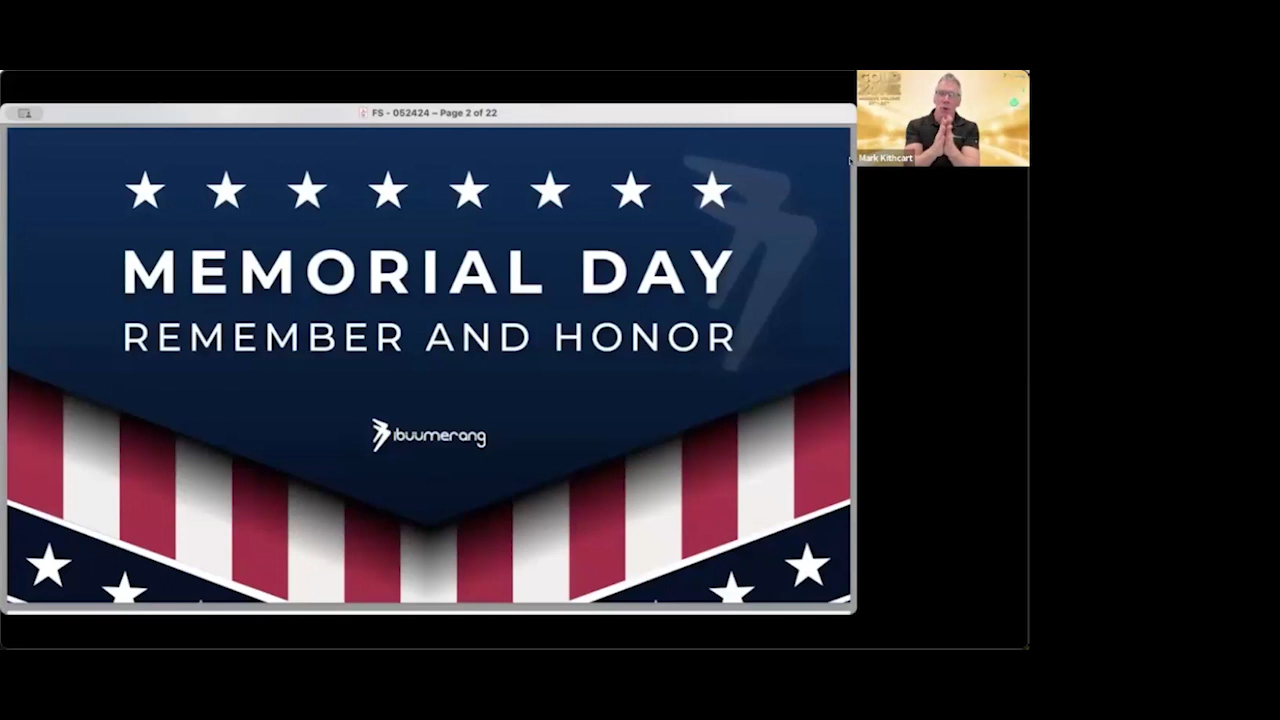 FS - 052424 – Page 2 of 22
MEMORIAL DAY
REMEMBER AND HONOR
ibuumerang
Mark Kithcart